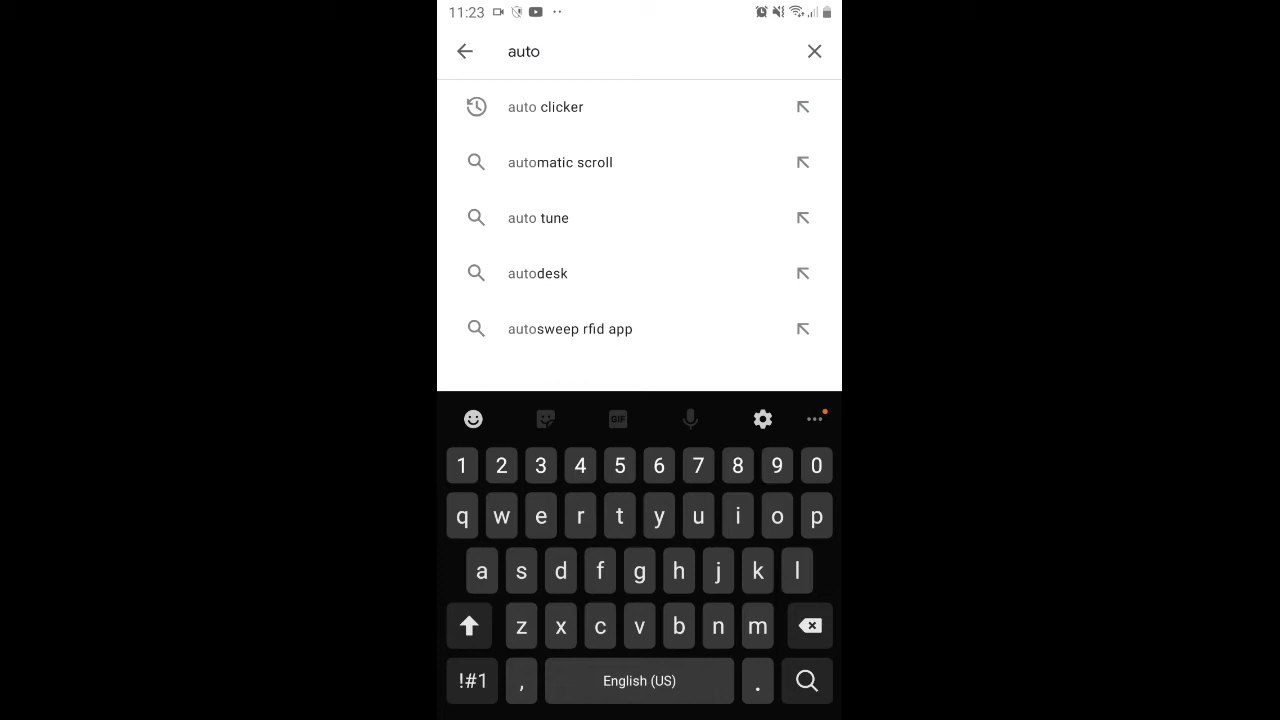 11:23
auto
auto clicker
automatic scroll
auto tune
autodesk
autosweep rfid app
GIF
1 2 3 4 5 6 7 8 9 0
q w e r t y u i o p
a s d f g h j k l
z x c v b n m
!#1 , English (US) .